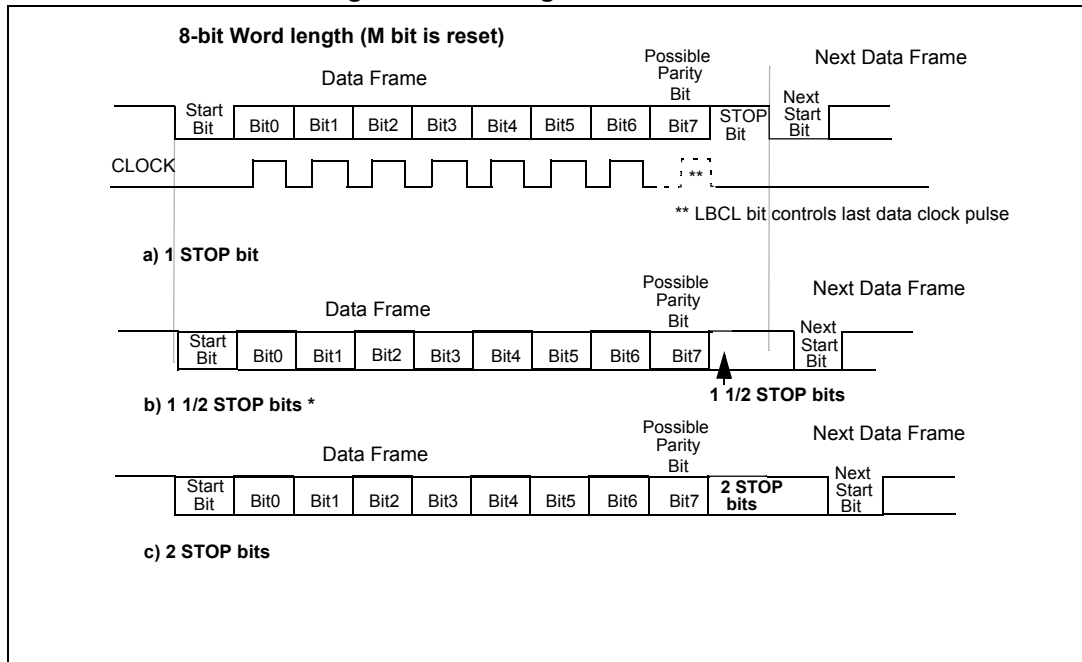 8-bit Word length (M bit is reset)
Possible
Parity
Bit
Next Data Frame
Data Frame
Start
Bit
Bit0 Bit1 Bit2 Bit3 Bit4 Bit5 Bit6 Bit7
STOP
Bit
Next
Start
Bit
CLOCK
**
** LBCL bit controls last data clock pulse
a) 1 STOP bit
Possible
Parity
Bit
Next Data Frame
Data Frame
Start
Bit
Bit0 Bit1 Bit2 Bit3 Bit4 Bit5 Bit6 Bit7
Next
Start
Bit
1 1/2 STOP bits
b) 1 1/2 STOP bits *
Possible
Parity
Bit
Next Data Frame
Data Frame
Start
Bit
Bit0 Bit1 Bit2 Bit3 Bit4 Bit5 Bit6 Bit7
2 STOP
bits
Next
Start
Bit
c) 2 STOP bits